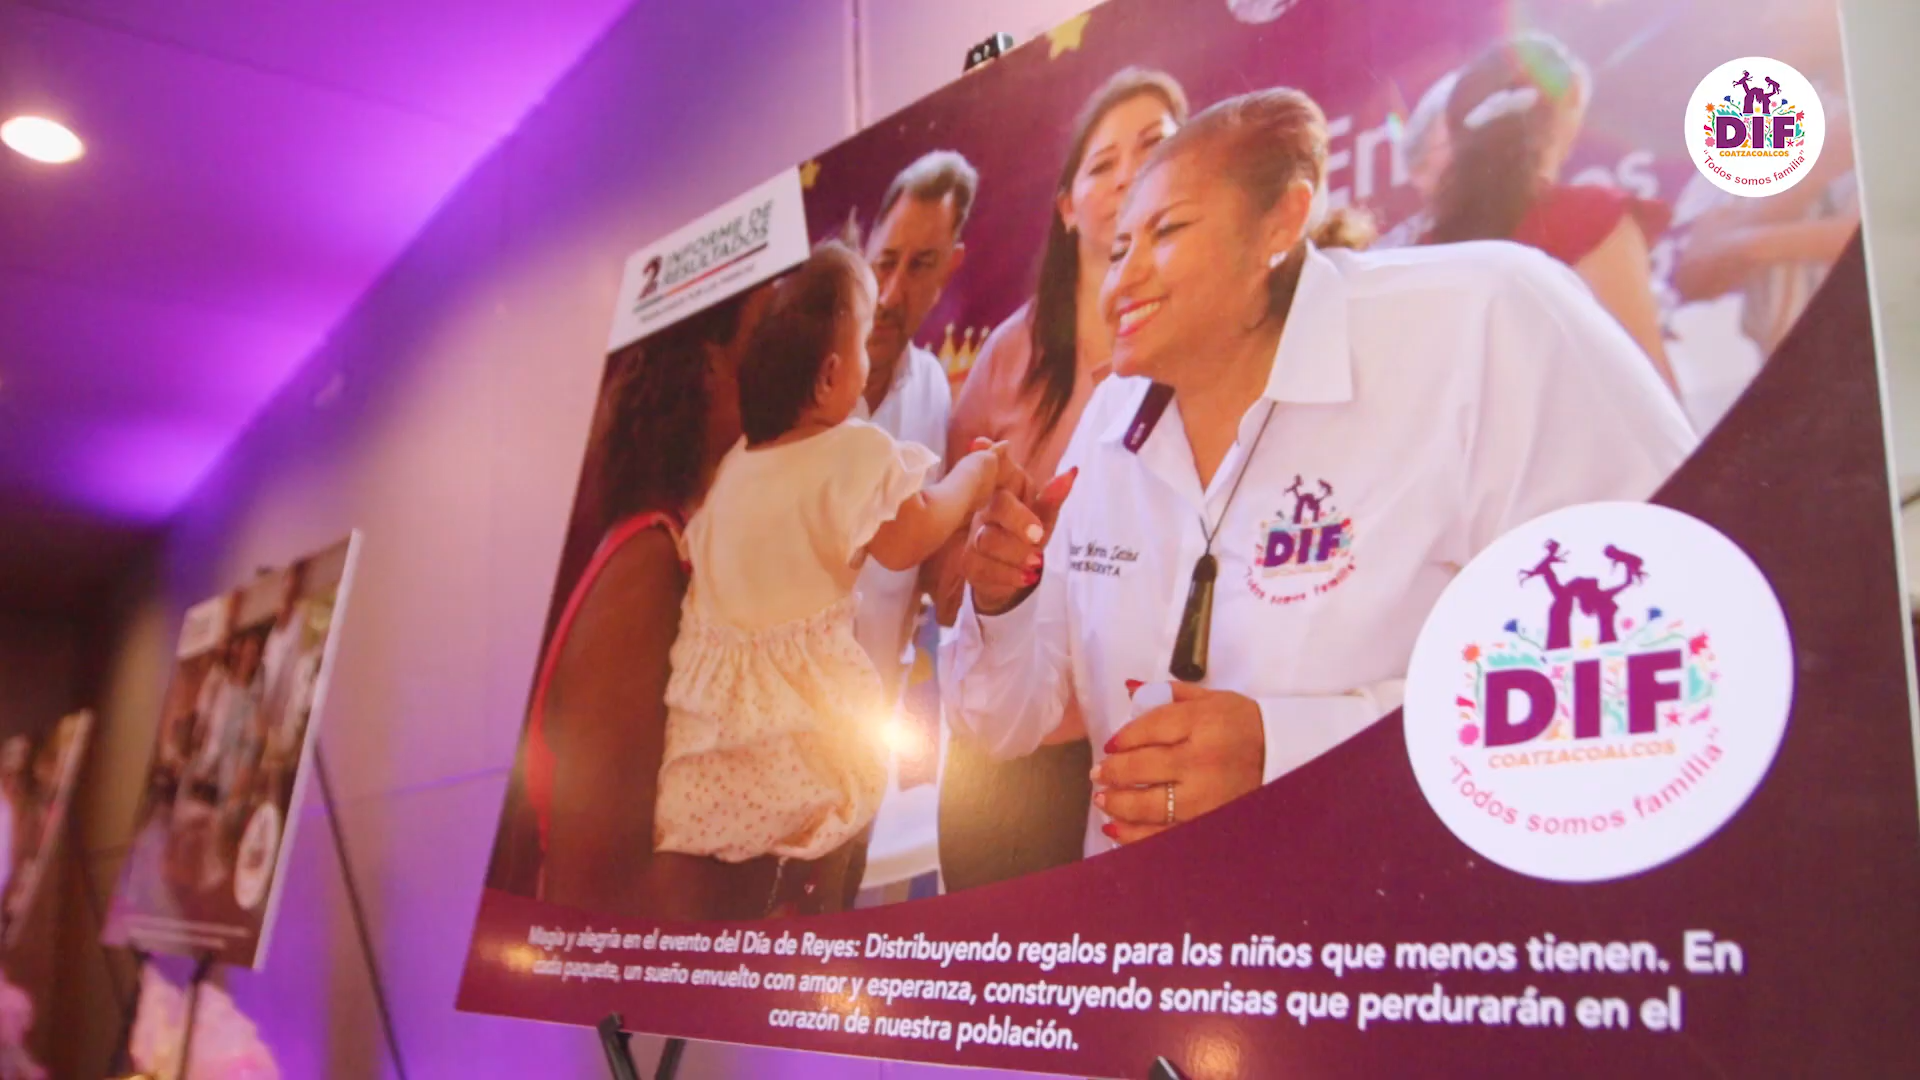 DIF
COATZACOALCOS
"Todos somos familia"
2 INFORME DE
RESULTADOS
En
DIF
"Todos somos familia"
DIF
COATZACOALCOS
"Todos somos familia"
Magia y alegría en el evento del Día de Reyes: Distribuyendo regalos para los niños que menos tienen. En
cada paquete, un sueño envuelto con amor y esperanza, construyendo sonrisas que perdurarán en el
corazón de nuestra población.